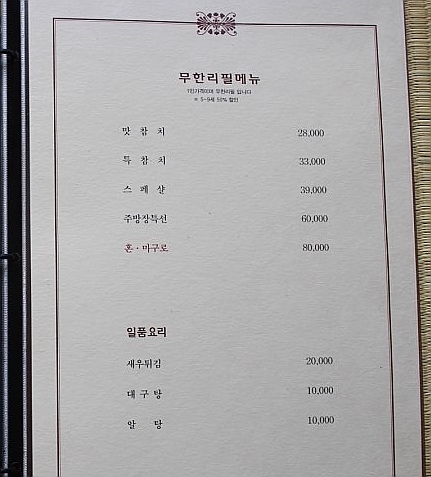 무한리필메뉴
1인가격이며 무한리필 입니다
※ 5~9세 50% 할인
맛 참 치 28,000
특 참 치 33,000
스 페 샬 39,000
주방장특선 60,000
혼·마구로 80,000
일품요리
새우튀김 20,000
대 구 탕 10,000
알 탕 10,000